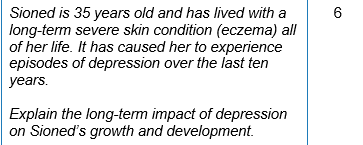 Sioned is 35 years old and has lived with a 6
long-term severe skin condition (eczema) all
of her life. It has caused her to experience
episodes of depression over the last ten
years.
Explain the long-term impact of depression
on Sioned's growth and development.